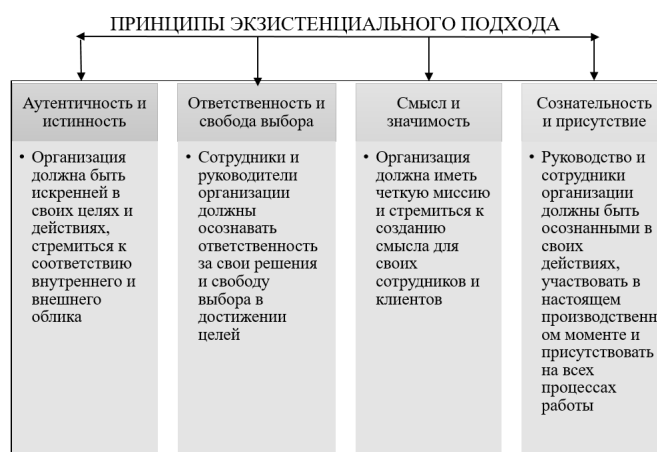 ПРИНЦИПЫ ЭКЗИСТЕНЦИАЛЬНОГО ПОДХОДА
Аутентичность и
истинность
• Организация
должна быть
искренней в
своих целях и
действиях,
стремиться к
соответствию
внутреннего и
внешнего
облика
Ответственность и
свобода выбора
• Сотрудники и
руководители
организации
должны
осознавать
ответственность
за свои решения
и свободу
выбора в
достижении
целей
Смысл и
значимость
• Организация
должна иметь
четкую миссию
и стремиться к
созданию
смысла для
своих
сотрудников и
клиентов
Сознательность
и присутствие
• Руководство и
сотрудники
организации
должны быть
осознанными в
своих
действиях,
участвовать в
настоящем
производственн
ом моменте и
присутствовать
на всех
процессах
работы